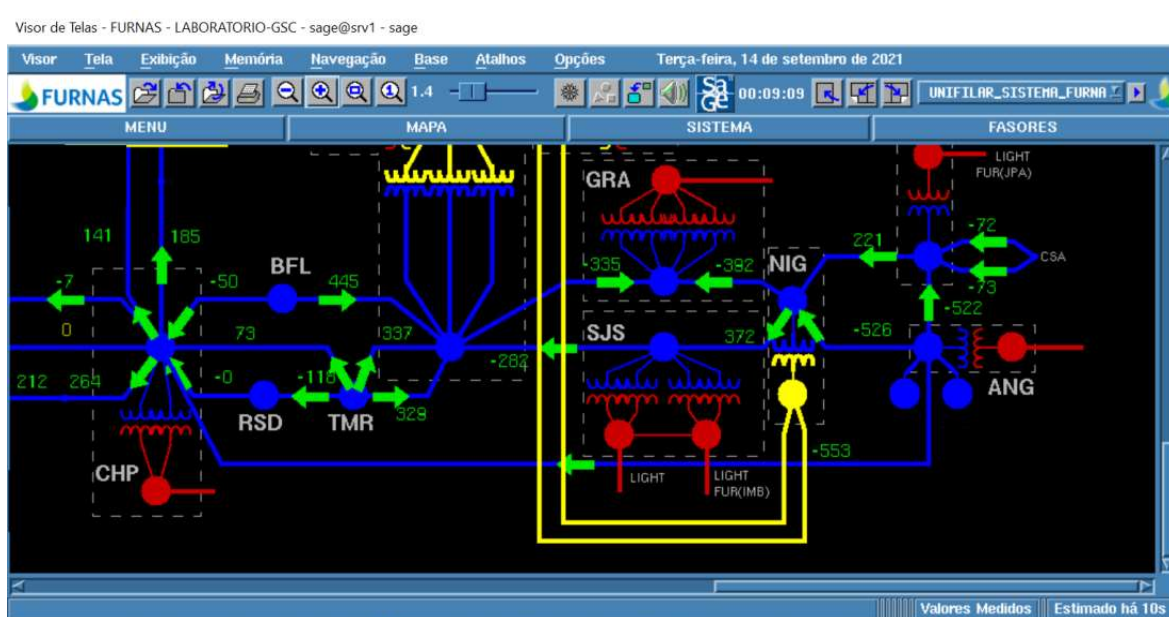 Visor de Telas - FURNAS - LABORATORIO-GSC - sage@srv1 - sage
Visor Tela Exibição Memória Navegação Base Atalhos Opções Terça-feira, 14 de setembro de 2021
FURNAS 1.4 SAGE 00:09:09 UNIFILAR_SISTEMA_FURNA
MENU MAPA SISTEMA FASORES
LIGHT
FUR(JPA)
GRA
141 185 221 -72
CSA
-7 -50 BFL 445 -335 -392 NIG -73
-522
0 73 337 SJS 372 -526
-282
212 264 -0 -118 ANG
RSD TMR 329
-553
CHP
LIGHT LIGHT
FUR(IMB)
Valores Medidos Estimado há 10s